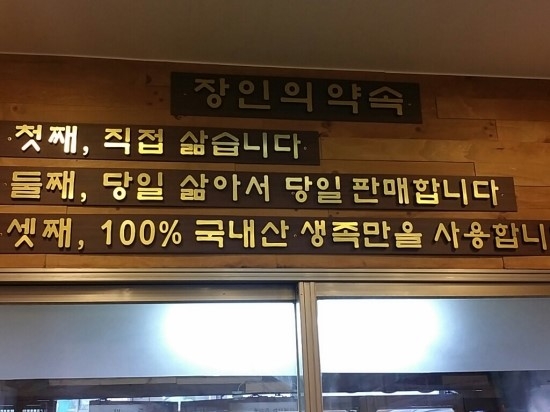 장인의 약속
첫째, 직접 삶습니다
둘째, 당일 삶아서 당일 판매합니다
셋째, 100% 국내산 생족만을 사용합니